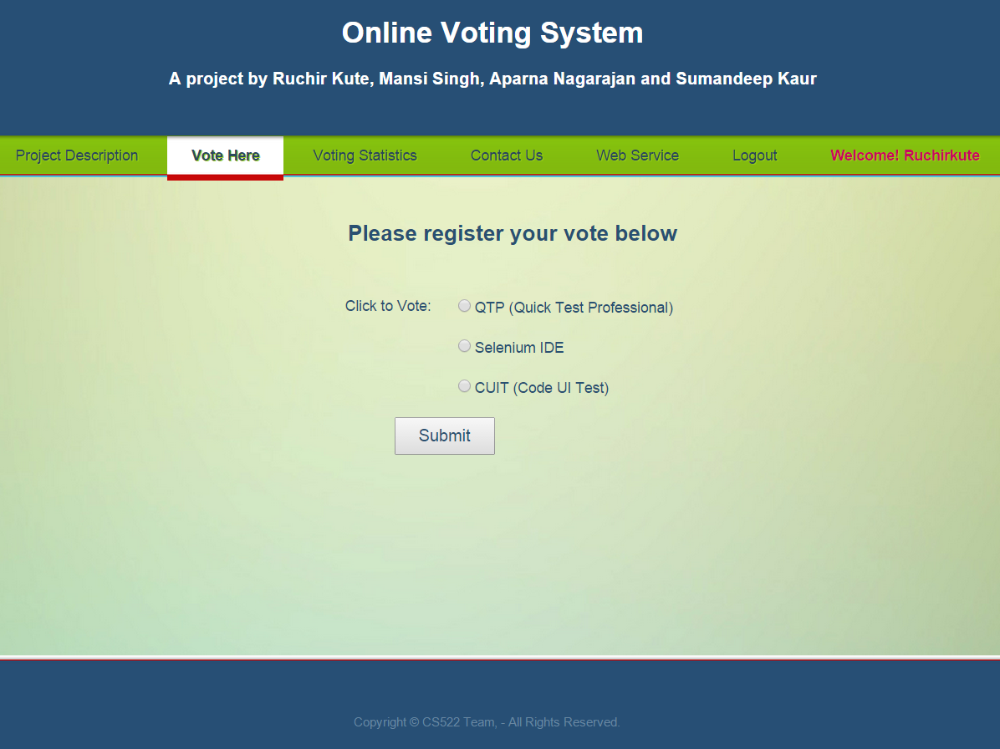 Online Voting System
A project by Ruchir Kute, Mansi Singh, Aparna Nagarajan and Sumandeep Kaur
Project Description Vote Here Voting Statistics Contact Us Web Service Logout Welcome! Ruchirkute
Please register your vote below
Click to Vote: QTP (Quick Test Professional)
Selenium IDE
CUIT (Code UI Test)
Submit
Copyright © CS522 Team, - All Rights Reserved.